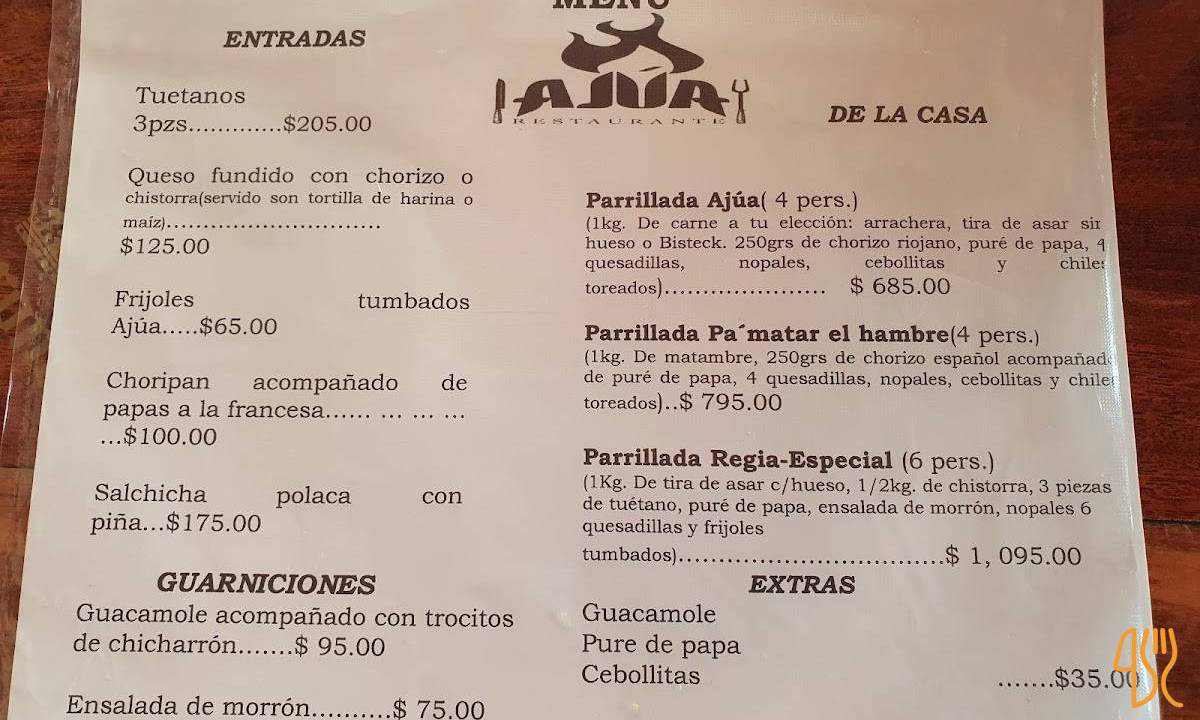 MENÚ
AJÚA
RESTAURANTE
ENTRADAS
Tuetanos
3pzs.............$205.00
Queso fundido con chorizo o
chistorra(servido son tortilla de harina o
maíz)..............................
$125.00
Frijoles tumbados
Ajúa.....$65.00
Choripan acompañado de
papas a la francesa...... ... ... ...
...$100.00
Salchicha polaca con
piña...$175.00
GUARNICIONES
Guacamole acompañado con trocitos
de chicharrón.......$ 95.00
Ensalada de morrón..........$ 75.00
DE LA CASA
Parrillada Ajúa( 4 pers.)
(1kg. De carne a tu elección: arrachera, tira de asar sin
hueso o Bisteck. 250grs de chorizo riojano, puré de papa, 4
quesadillas, nopales, cebollitas y chiles
toreados)..................... $ 685.00
Parrillada Pa´matar el hambre(4 pers.)
(1kg. De matambre, 250grs de chorizo español acompañado
de puré de papa, 4 quesadillas, nopales, cebollitas y chiles
toreados)..$ 795.00
Parrillada Regia-Especial (6 pers.)
(1Kg. De tira de asar c/hueso, 1/2kg. de chistorra, 3 piezas
de tuétano, puré de papa, ensalada de morrón, nopales 6
quesadillas y frijoles
tumbados)..................................$ 1, 095.00
EXTRAS
Guacamole
Pure de papa
Cebollitas .......$35.00